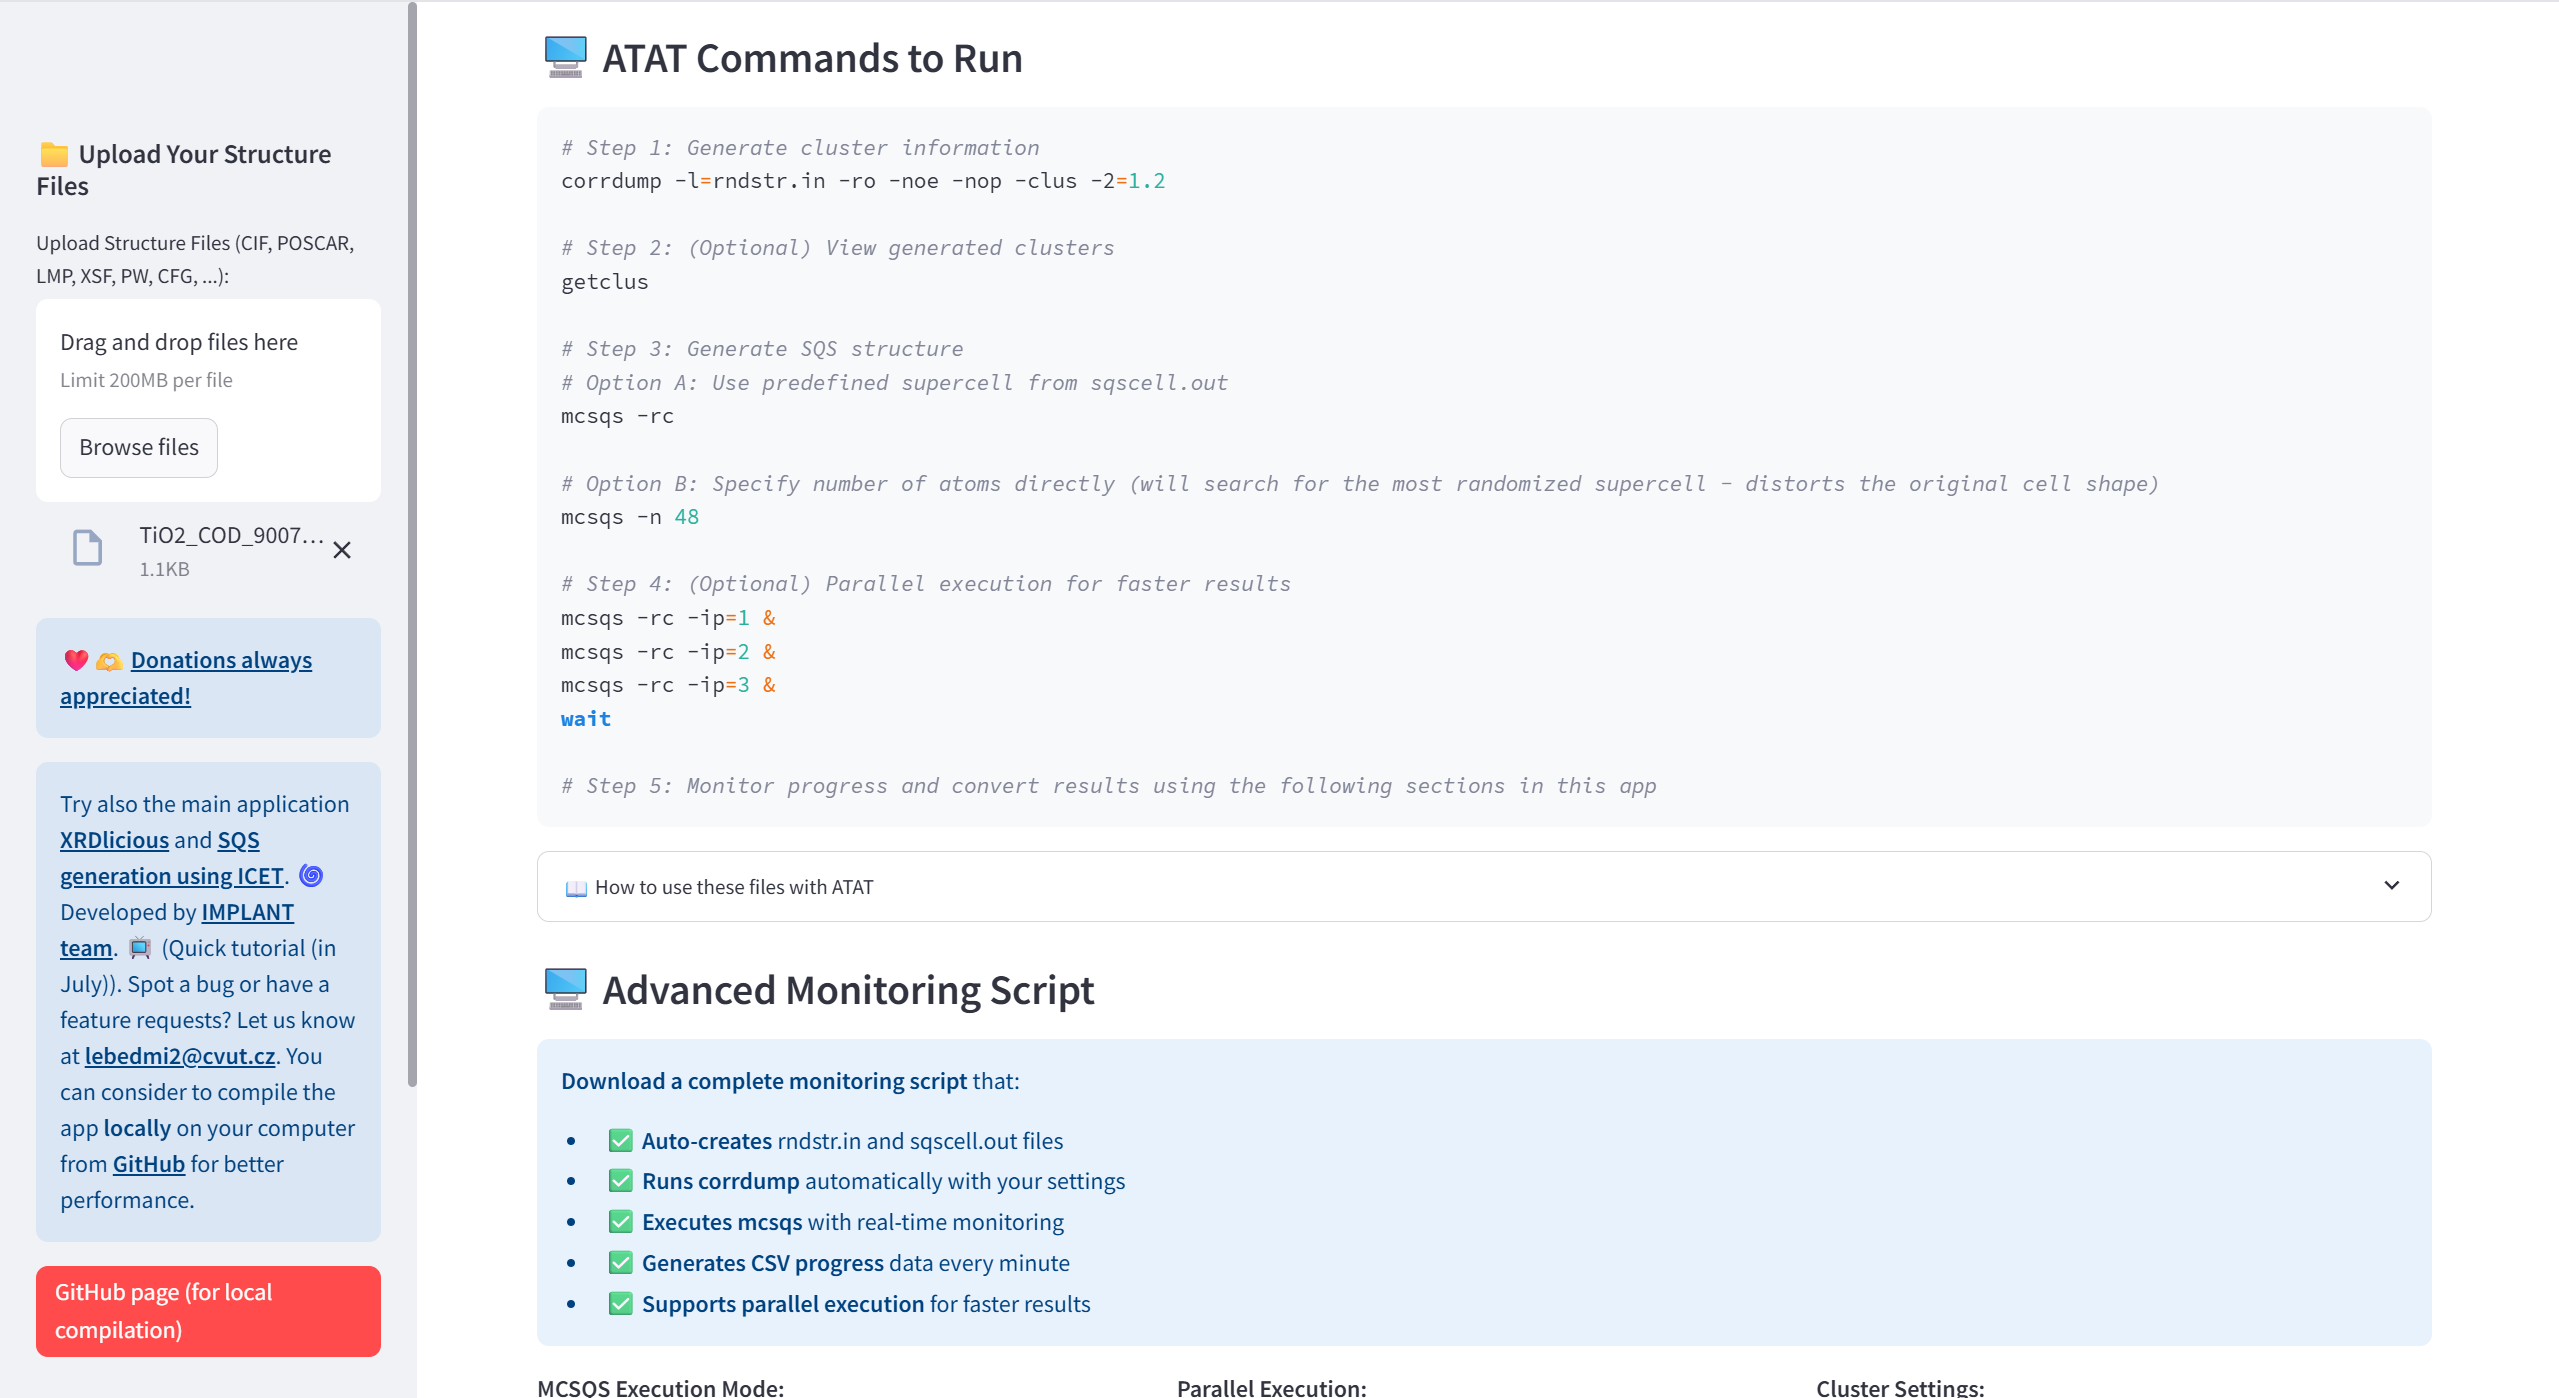 Upload Your Structure
Files
Upload Structure Files (CIF, POSCAR,
LMP, XSF, PW, CFG, ...):
Drag and drop files here
Limit 200MB per file
Browse files
TiO2_COD_9007...
1.1KB
Donations always
appreciated!
Try also the main application
XRDlicious and SQS
generation using ICET.
Developed by IMPLANT
team. (Quick tutorial (in
July)). Spot a bug or have a
feature requests? Let us know
at lebedmi2@cvut.cz. You
can consider to compile the
app locally on your computer
from GitHub for better
performance.
GitHub page (for local
compilation)
ATAT Commands to Run
# Step 1: Generate cluster information
corrdump -l=rndstr.in -ro -noe -nop -clus -2=1.2
# Step 2: (Optional) View generated clusters
getclus
# Step 3: Generate SQS structure
# Option A: Use predefined supercell from sqscell.out
mcsqs -rc
# Option B: Specify number of atoms directly (will search for the most randomized supercell - distorts the original cell shape)
mcsqs -n 48
# Step 4: (Optional) Parallel execution for faster results
mcsqs -rc -ip=1 &
mcsqs -rc -ip=2 &
mcsqs -rc -ip=3 &
wait
# Step 5: Monitor progress and convert results using the following sections in this app
How to use these files with ATAT
Advanced Monitoring Script
Download a complete monitoring script that:
• Auto-creates rndstr.in and sqscell.out files
• Runs corrdump automatically with your settings
• Executes mcsqs with real-time monitoring
• Generates CSV progress data every minute
• Supports parallel execution for faster results
MCSQS Execution Mode:
Parallel Execution:
Cluster Settings: